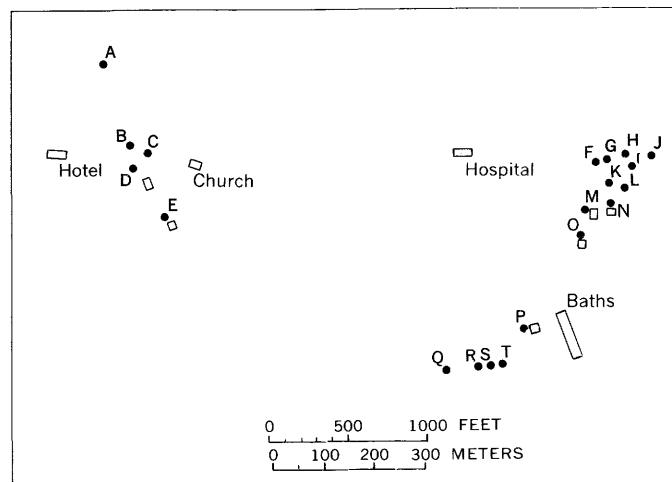 A
B C
Hotel
D
Church
E
Hospital
F G H I J
K L
M N
O
Baths
P
Q R S T
0 500 1000 FEET
0 100 200 300 METERS